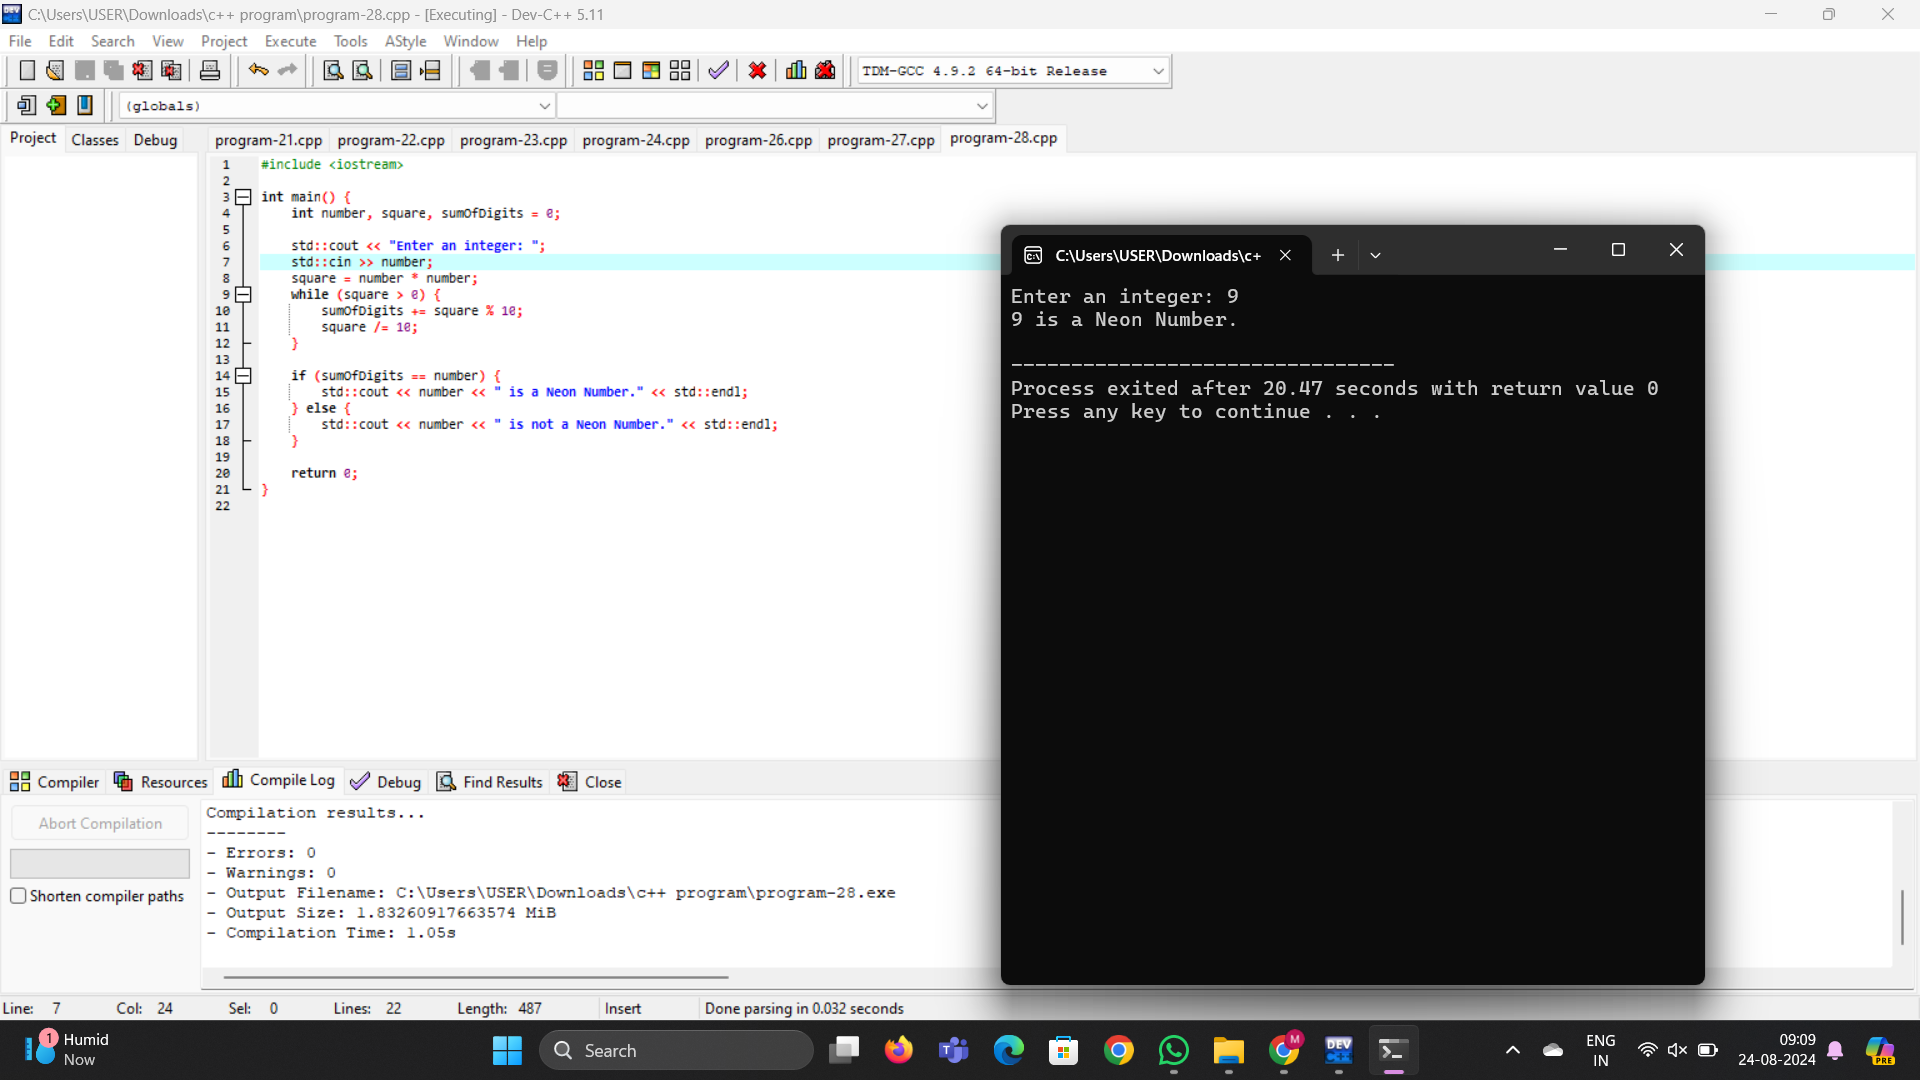 C:\Users\USER\Downloads\c++ program\program-28.cpp - [Executing] - Dev-C++ 5.11
File Edit Search View Project Execute Tools AStyle Window Help
TDM-GCC 4.9.2 64-bit Release
(globals)
Project Classes Debug
program-21.cpp program-22.cpp program-23.cpp program-24.cpp program-26.cpp program-27.cpp program-28.cpp
1 #include <iostream>
2
3 int main() {
4 int number, square, sumOfDigits = 0;
5
6 std::cout << "Enter an integer: ";
7 std::cin >> number;
8 square = number * number;
9 while (square > 0) {
10 sumOfDigits += square % 10;
11 square /= 10;
12 }
13
14 if (sumOfDigits == number) {
15 std::cout << number << " is a Neon Number." << std::endl;
16 } else {
17 std::cout << number << " is not a Neon Number." << std::endl;
18 }
19
20 return 0;
21 }
22
C:\Users\USER\Downloads\c+
Enter an integer: 9
9 is a Neon Number.
--------------------------------
Process exited after 20.47 seconds with return value 0
Press any key to continue . . .
Compiler Resources Compile Log Debug Find Results Close
Abort Compilation
Shorten compiler paths
Compilation results...
--------
- Errors: 0
- Warnings: 0
- Output Filename: C:\Users\USER\Downloads\c++ program\program-28.exe
- Output Size: 1.83260917663574 MiB
- Compilation Time: 1.05s
Line: 7 Col: 24 Sel: 0 Lines: 22 Length: 487 Insert Done parsing in 0.032 seconds
1
Humid
Now
Search
M
DEV
ENG
IN
09:09
24-08-2024
PRE